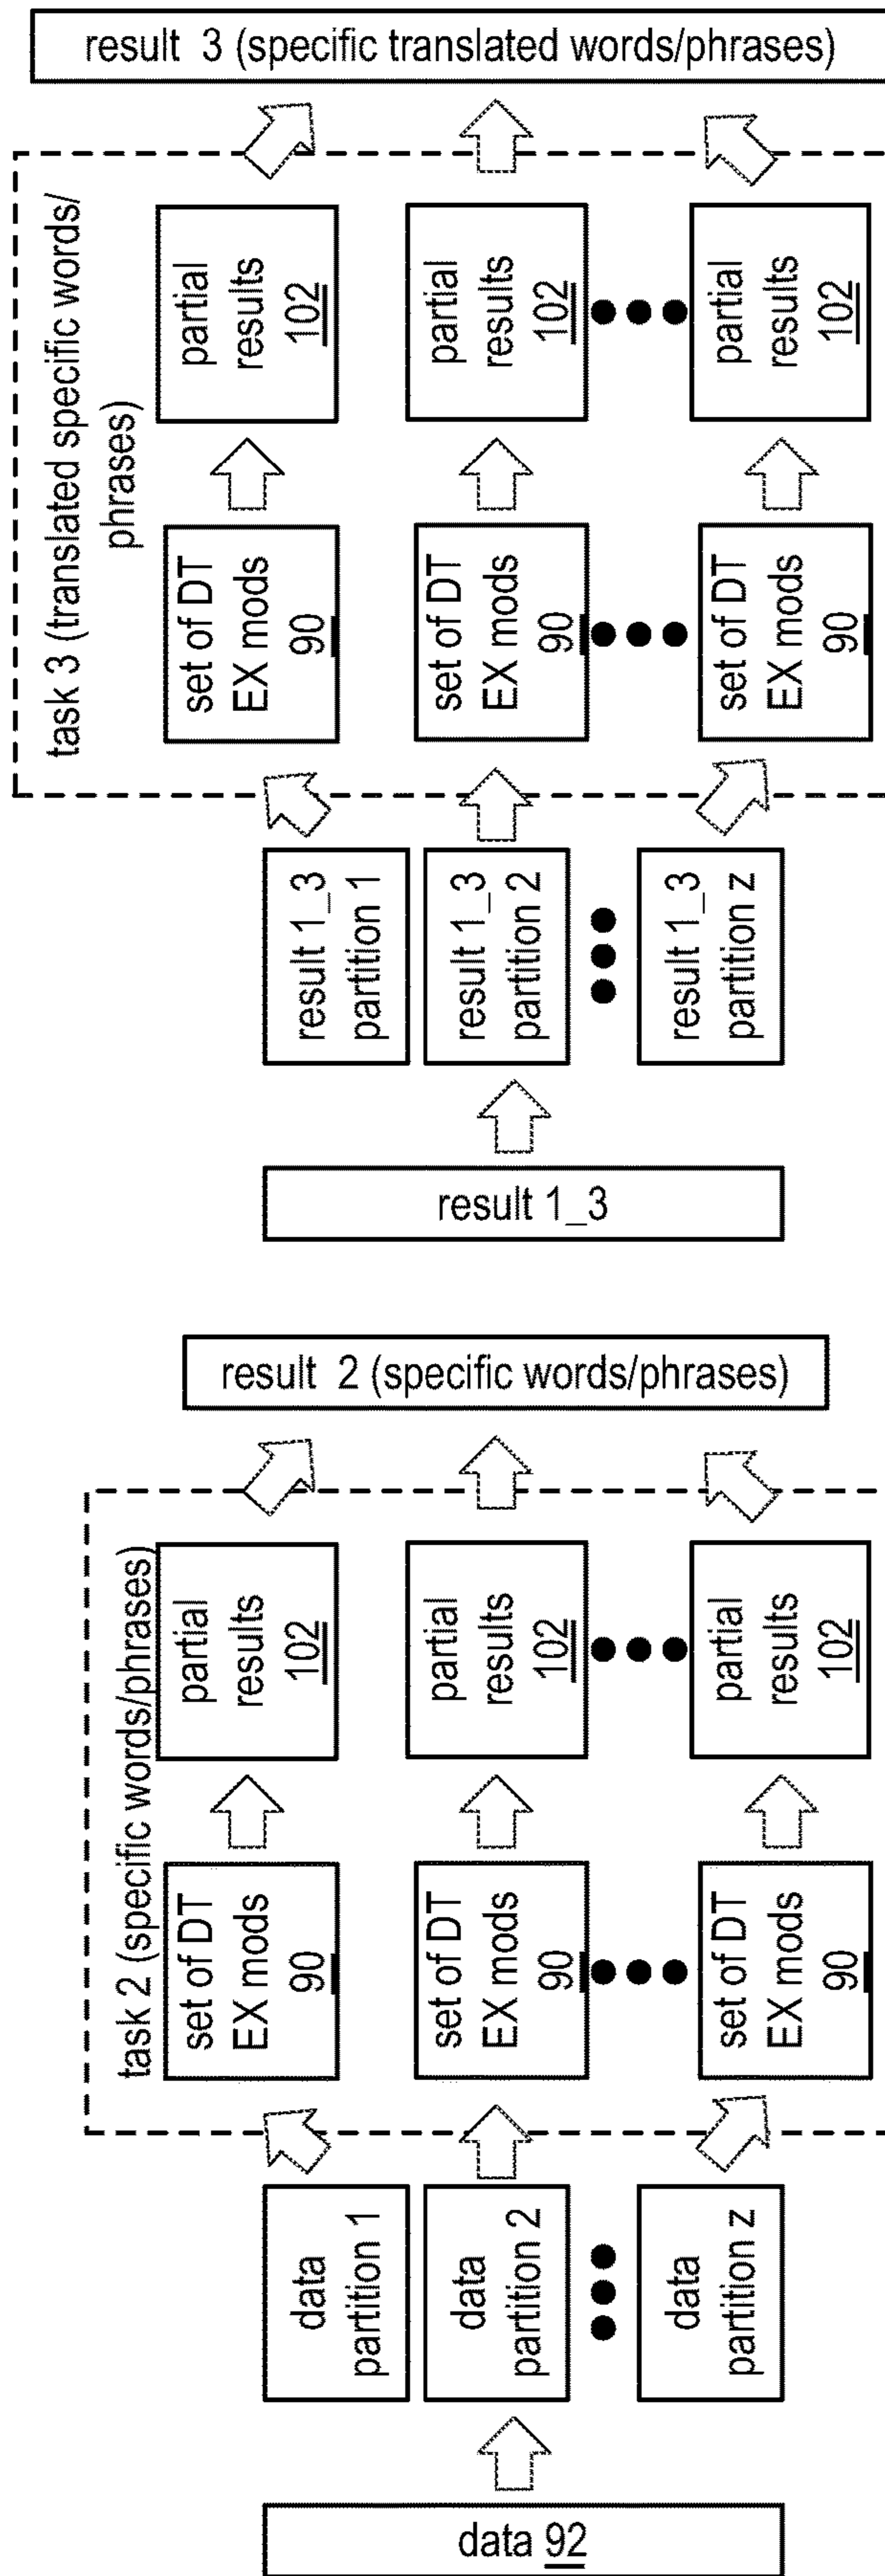 data 92
data
partition 1
data
partition 2
data
partition z
task 2 (specific words/phrases)
set of DT
EX mods
90
partial
results
102
set of DT
EX mods
90
partial
results
102
set of DT
EX mods
90
partial
results
102
result 2 (specific words/phrases)
result 1_3
result 1_3
partition 1
result 1_3
partition 2
result 1_3
partition z
task 3 (translated specific words/
phrases)
set of DT
EX mods
90
partial
results
102
set of DT
EX mods
90
partial
results
102
set of DT
EX mods
90
partial
results
102
result 3 (specific translated words/phrases)